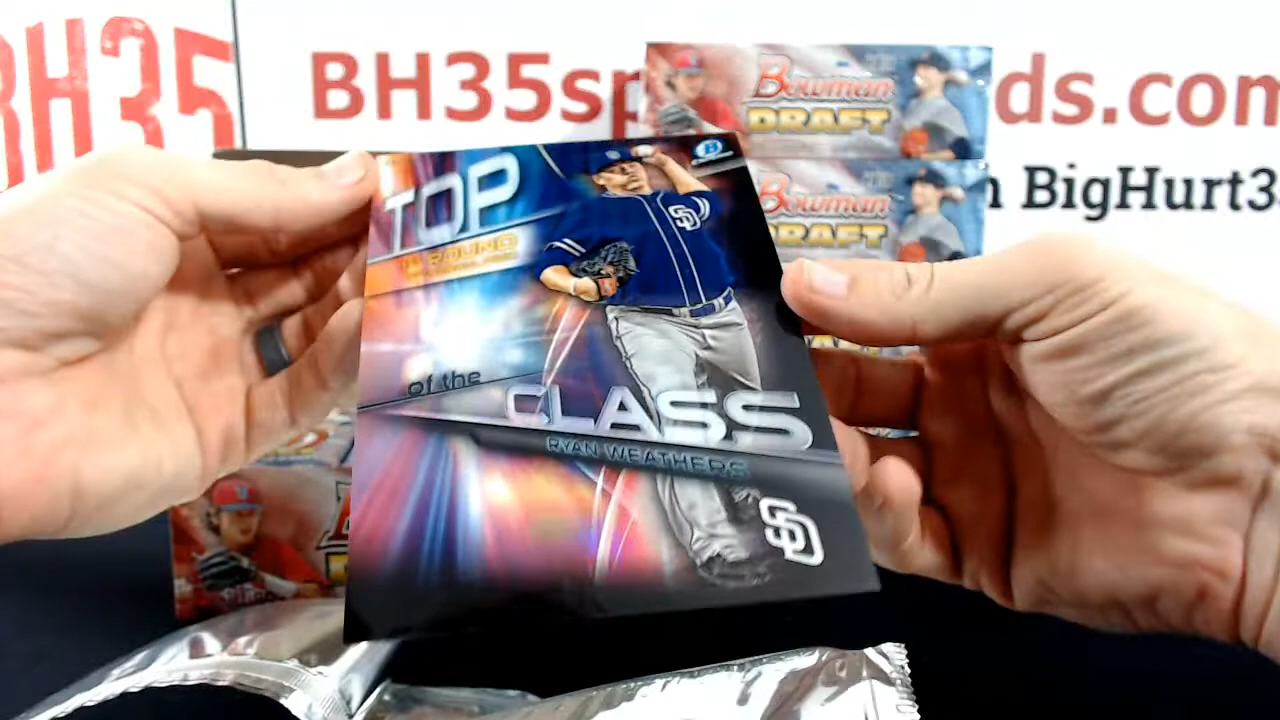 BH35
BH35sp
ds.com
BigHurt3
Bowman
DRAFT
Bowman
DRAFT
TOP
ROUND
of the
CLASS
RYAN WEATHERS
SD
SD